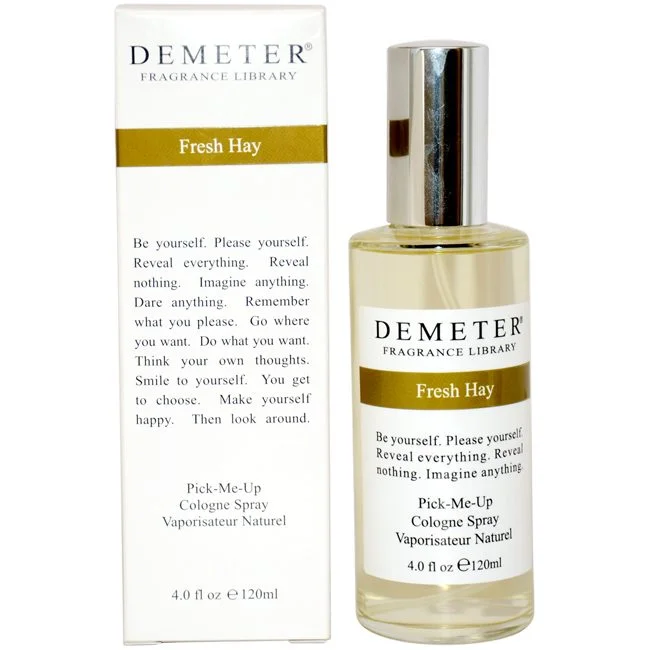 DEMETER®
FRAGRANCE LIBRARY
Fresh Hay
Be yourself. Please yourself.
Reveal everything. Reveal
nothing. Imagine anything.
Dare anything. Remember
what you please. Go where
you want. Do what you want.
Think your own thoughts.
Smile to yourself. You get
to choose. Make yourself
happy. Then look around.
Pick-Me-Up
Cologne Spray
Vaporisateur Naturel
4.0 fl oz ℮120ml
DEMETER®
FRAGRANCE LIBRARY
Fresh Hay
Be yourself. Please yourself.
Reveal everything. Reveal
nothing. Imagine anything.
Pick-Me-Up
Cologne Spray
Vaporisateur Naturel
4.0 fl oz ℮120ml